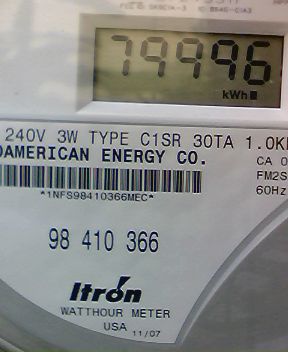 79996
kWh
240V 3W TYPE C1SR 30TA 1.0K
AMERICAN ENERGY CO.
CA 0
FM2S
60Hz
*1NFS98410366MEC*
98 410 366
Itron
WATTHOUR METER
USA 11/07